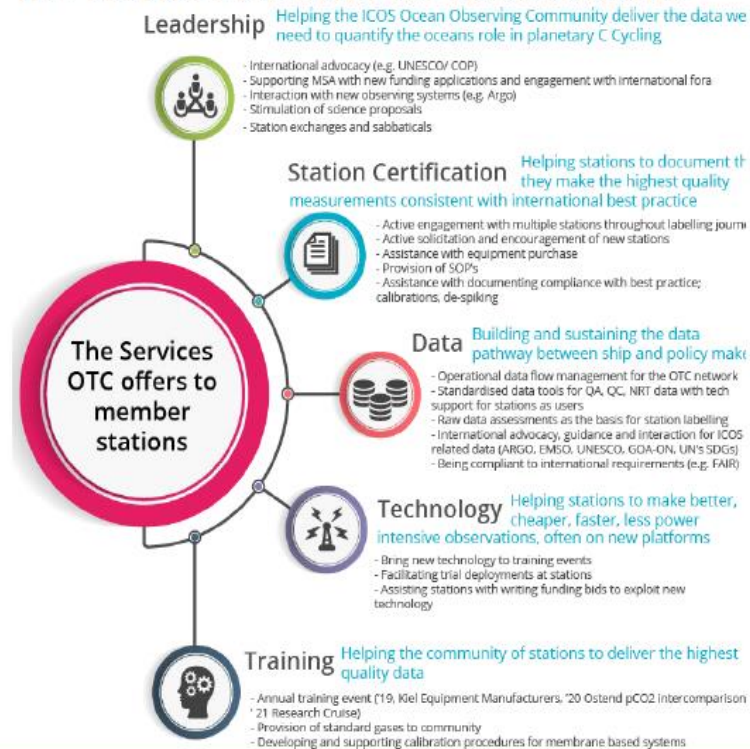 Leadership Helping the ICOS Ocean Observing Community deliver the data we
need to quantify the oceans role in planetary C Cycling
- International advocacy (e.g. UNESCO/ COP)
- Supporting MSA with new funding applications and engagement with international fora
- Interaction with new observing systems (e.g. Argo)
- Stimulation of science proposals
- Station exchanges and sabbaticals
Station Certification Helping stations to document th
they make the highest quality
measurements consistent with international best practice
- Active engagement with multiple stations throughout labelling journ
- Active solicitation and encouragement of new stations
- Assistance with equipment purchase
- Provision of SOP's
- Assistance with documenting compliance with best practice;
calibrations, de-spiking
The Services
OTC offers to
member
stations
Data Building and sustaining the data
pathway between ship and policy make
- Operational data flow management for the OTC network
- Standardised data tools for QA, QC, NRT data with tech
support for stations as users
- Raw data assessments as the basis for station labelling
- International advocacy, guidance and interaction for ICOS
related data (ARGO, EMSO, UNESCO, GOA-ON, UN's SDGs)
- Being compliant to international requirements (e.g. FAIR)
Technology Helping stations to make better,
cheaper, faster, less power
intensive observations, often on new platforms
- Bring new technology to training events
- Facilitating trial deployments at stations
- Assisting stations with writing funding bids to exploit new
technology
Training Helping the community of stations to deliver the highest
quality data
- Annual training event ('19, Kiel Equipment Manufacturers, '20 Ostend pCO2 intercomparison
' 21 Research Cruise)
- Provision of standard gases to community
- Developing and supporting calibration procedures for membrane based systems